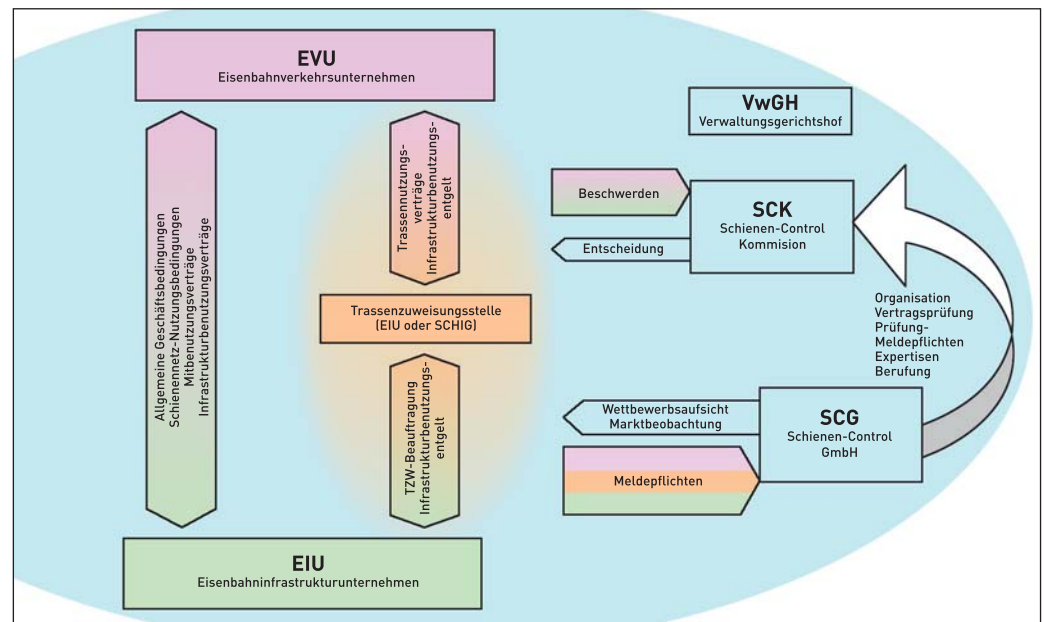 EVU
Eisenbahnverkehrsunternehmen
Allgemeine Geschäftsbedingungen
Schienennetz-Nutzungsbedingungen
Mitbenutzungsverträge
Infrastrukturbenutzungsverträge
Trassennutzungs-
verträge
Infrastrukturbenutzungs-
entgelt
Trassenzuweisungsstelle
(EIU oder SCHIG)
TZW-Beauftragung
Infrastrukturbenutzungs-
entgelt
EIU
Eisenbahninfrastrukturunternehmen
VwGH
Verwaltungsgerichtshof
Beschwerden
Entscheidung
SCK
Schienen-Control
Kommision
Organisation
Vertragsprüfung
Prüfung-
Meldepflichten
Expertisen
Berufung
Wettbewerbsaufsicht
Marktbeobachtung
Meldepflichten
SCG
Schienen-Control
GmbH